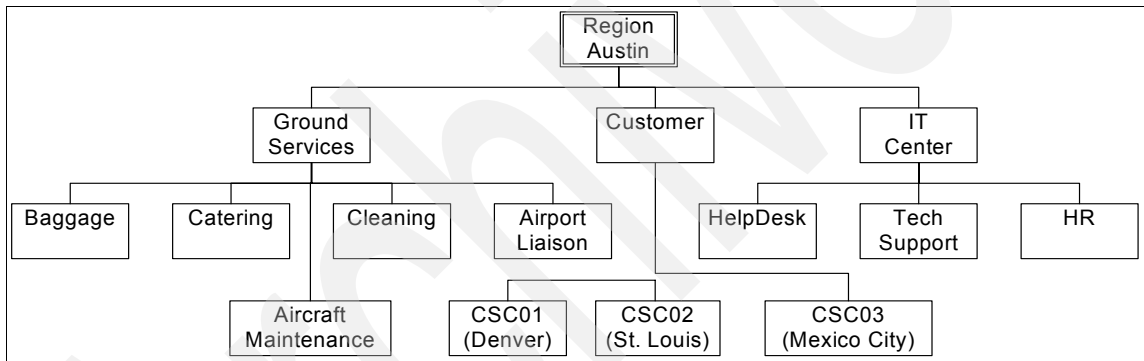 Region
Austin
Ground
Services
Customer
IT
Center
Baggage
Catering
Cleaning
Airport
Liaison
HelpDesk
Tech
Support
HR
Aircraft
Maintenance
CSC01
(Denver)
CSC02
(St. Louis)
CSC03
(Mexico City)